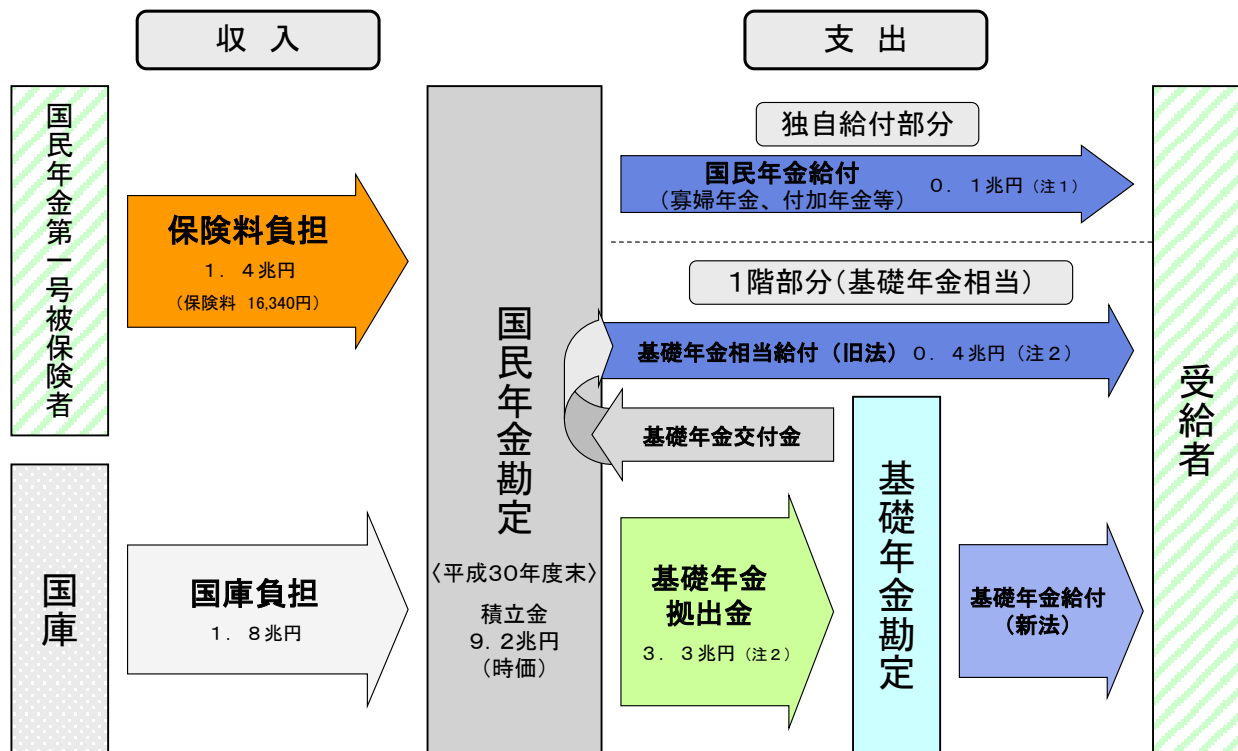 収 入
支 出
国民年金第一号被保険者
保険料負担
１．４兆円
（保険料 16,340円）
国庫
国庫負担
１．８兆円
国民年金勘定
〈平成30年度末〉
積立金
９．２兆円
（時価）
独自給付部分
国民年金給付 ０．１兆円（注１）
（寡婦年金、付加年金等）
１階部分（基礎年金相当）
基礎年金相当給付（旧法）０．４兆円（注２）
基礎年金交付金
基礎年金
拠出金
３．３兆円（注２）
基礎年金勘定
基礎年金給付
（新法）
受給者